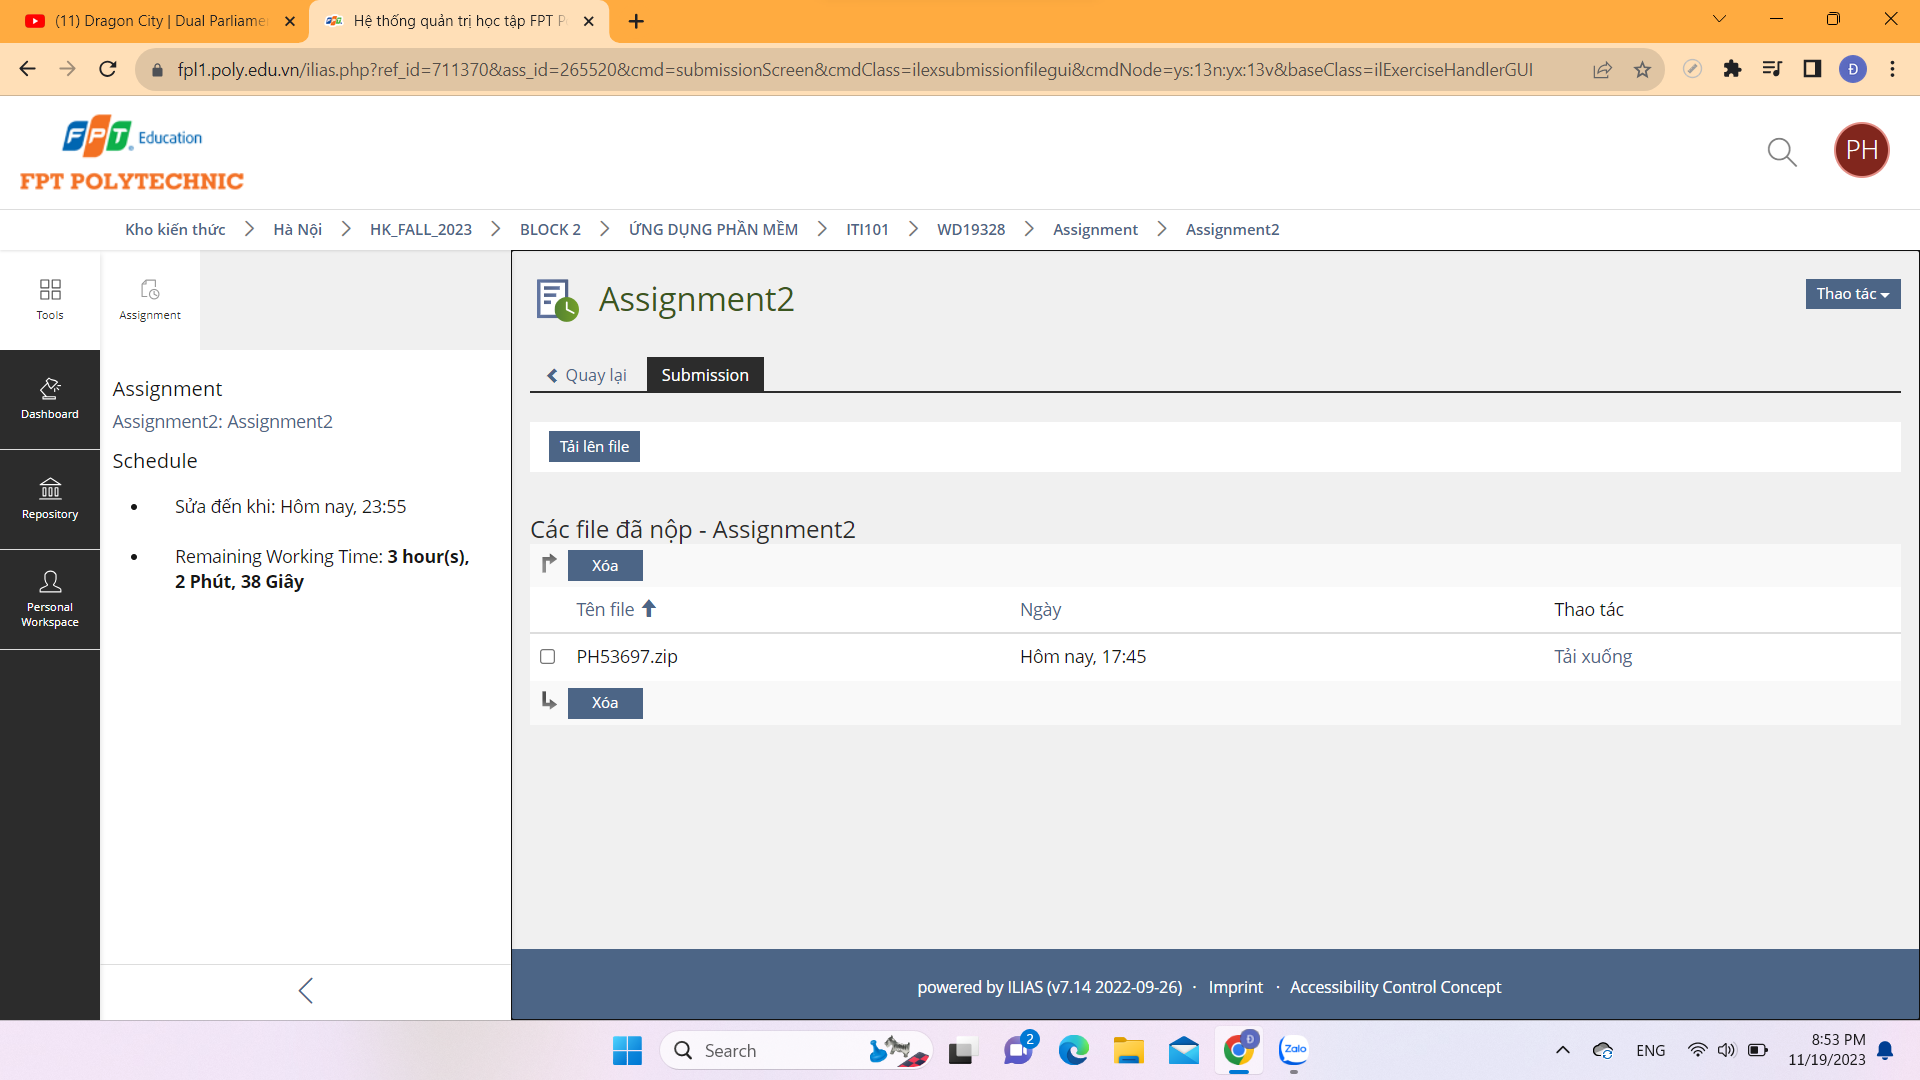 (11) Dragon City | Dual Parliame
Hệ thống quản trị học tập FPT P
fpl1.poly.edu.vn/ilias.php?ref_id=711370&ass_id=265520&cmd=submissionScreen&cmdClass=ilexsubmissionfilegui&cmdNode=ys:13n:yx:13v&baseClass=ilExerciseHandlerGUI
Đ
FPT Education
FPT POLYTECHNIC
PH
Kho kiến thức
Hà Nội
HK_FALL_2023
BLOCK 2
ỨNG DỤNG PHẦN MỀM
ITI101
WD19328
Assignment
Assignment2
Tools
Assignment
Dashboard
Repository
Personal
Workspace
Assignment
Assignment2: Assignment2
Schedule
• Sửa đến khi: Hôm nay, 23:55
• Remaining Working Time: 3 hour(s),
2 Phút, 38 Giây
Assignment2
Thao tác
Quay lại
Submission
Tải lên file
Các file đã nộp - Assignment2
Xóa
Tên file
Ngày
Thao tác
PH53697.zip
Hôm nay, 17:45
Tải xuống
Xóa
powered by ILIAS (v7.14 2022-09-26) · Imprint · Accessibility Control Concept
Search
2
Đ
Zalo
ENG
8:53 PM
11/19/2023